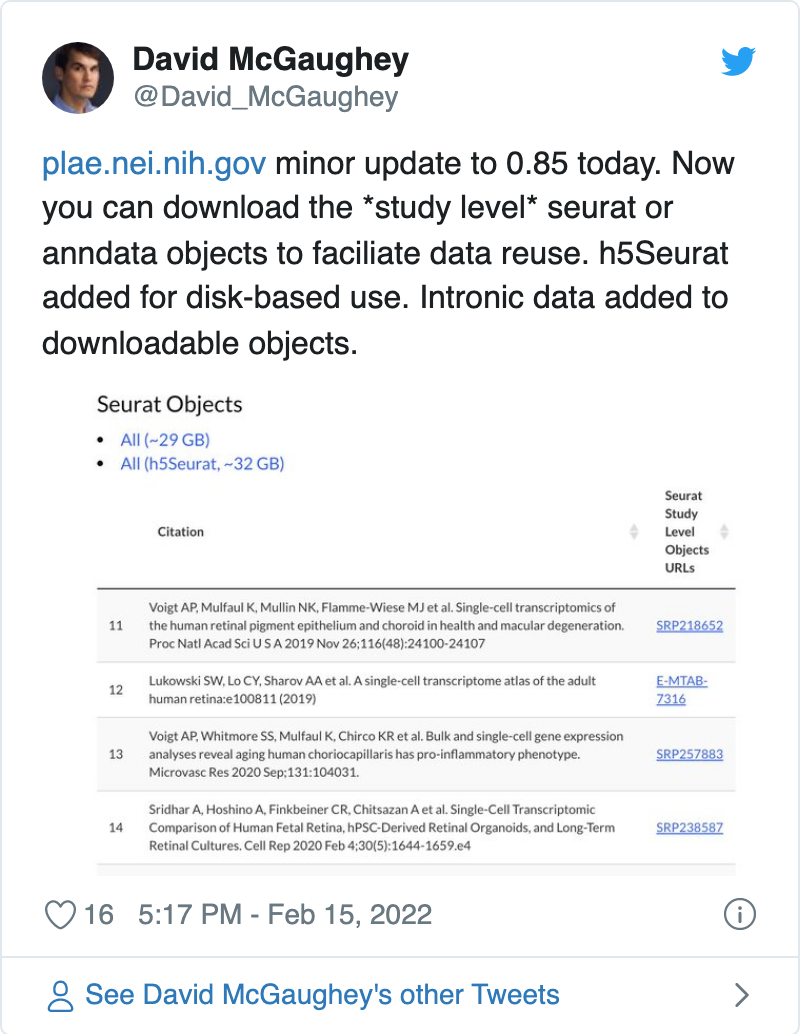 David McGaughey
@David_McGaughey
plae.nei.nih.gov minor update to 0.85 today. Now
you can download the *study level* seurat or
anndata objects to faciliate data reuse. h5Seurat
added for disk-based use. Intronic data added to
downloadable objects.
Seurat Objects
• All (~29 GB)
• All (h5Seurat, ~32 GB)
Citation
Seurat
Study
Level
Objects
URLs
11
Voigt AP, Mulfaul K, Mullin NK, Flamme-Wiese MJ et al. Single-cell transcriptomics of
the human retinal pigment epithelium and choroid in health and macular degeneration.
Proc Natl Acad Sci U S A 2019 Nov 26;116(48):24100-24107
SRP218652
12
Lukowski SW, Lo CY, Sharov AA et al. A single-cell transcriptome atlas of the adult
human retina:e100811 (2019)
E-MTAB-
7316
13
Voigt AP, Whitmore SS, Mulfaul K, Chirco KR et al. Bulk and single-cell gene expression
analyses reveal aging human choriocapillaris has pro-inflammatory phenotype.
Microvasc Res 2020 Sep;131:104031.
SRP257883
14
Sridhar A, Hoshino A, Finkbeiner CR, Chitsazan A et al. Single-Cell Transcriptomic
Comparison of Human Fetal Retina, hPSC-Derived Retinal Organoids, and Long-Term
Retinal Cultures. Cell Rep 2020 Feb 4;30(5):1644-1659.e4
SRP238587
16 5:17 PM - Feb 15, 2022
See David McGaughey's other Tweets